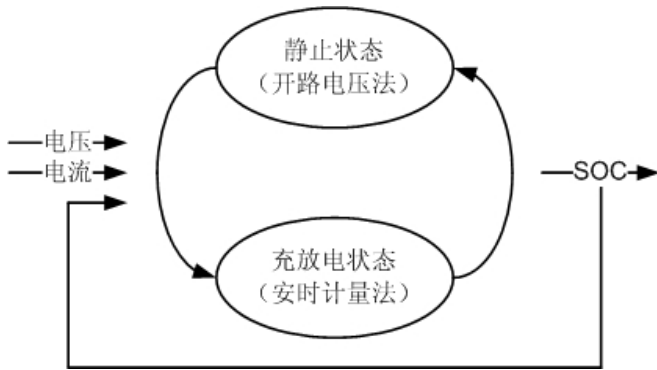 静止状态
（开路电压法）
电压
电流
SOC
充放电状态
（安时计量法）